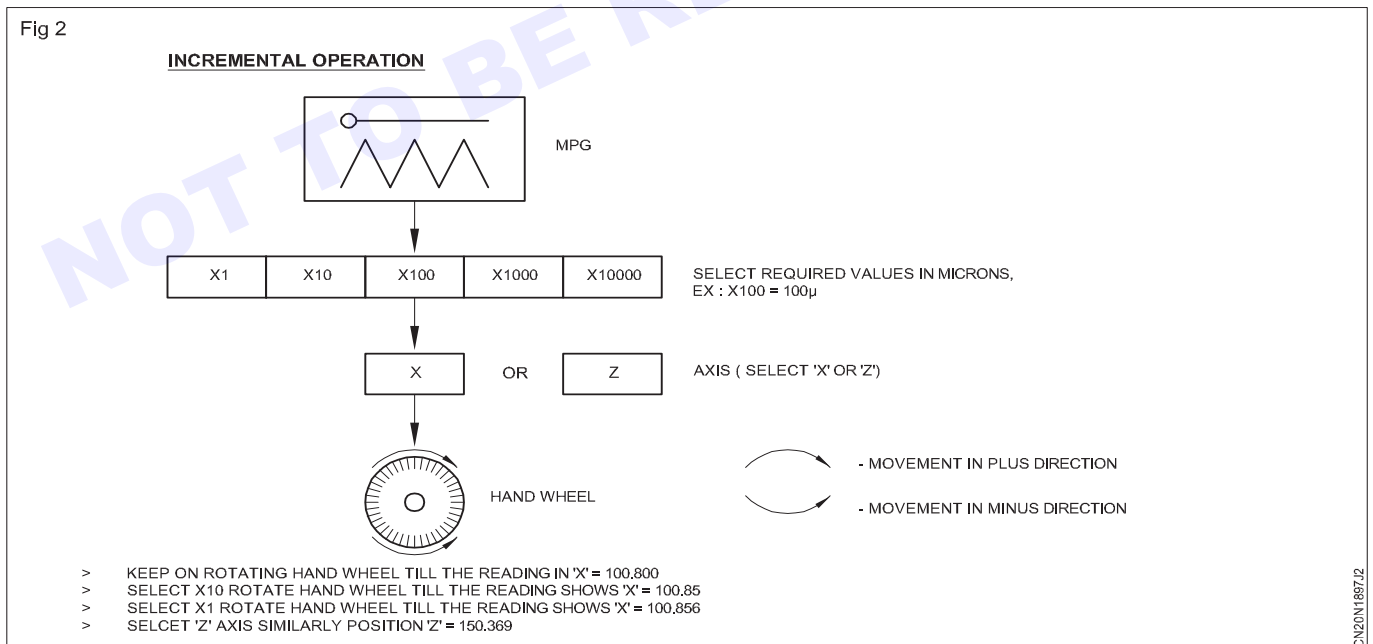 Fig 2
INCREMENTAL OPERATION
MPG
X1 X10 X100 X1000 X10000
SELECT REQUIRED VALUES IN MICRONS,
EX : X100 = 100µ
X OR Z AXIS ( SELECT 'X' OR 'Z')
HAND WHEEL
- MOVEMENT IN PLUS DIRECTION
- MOVEMENT IN MINUS DIRECTION
> KEEP ON ROTATING HAND WHEEL TILL THE READING IN 'X' = 100.800
> SELECT X10 ROTATE HAND WHEEL TILL THE READING SHOWS 'X' = 100.85
> SELECT X1 ROTATE HAND WHEEL TILL THE READING SHOWS 'X' = 100.856
> SELCET 'Z' AXIS SIMILARLY POSITION 'Z' = 150.369
CN20N1897J2
NOT TO BE